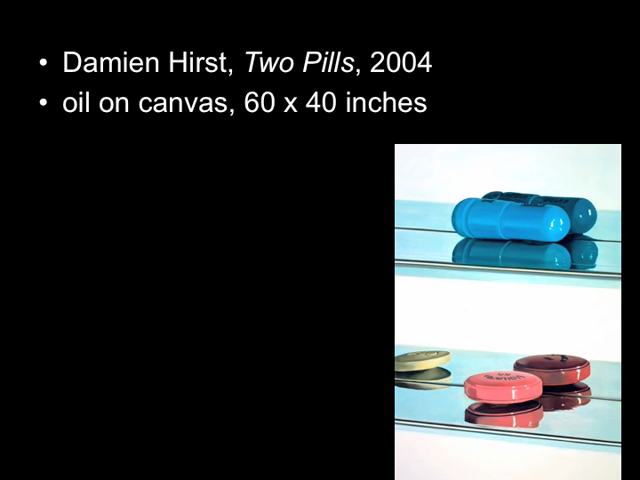 • Damien Hirst, Two Pills, 2004
• oil on canvas, 60 x 40 inches